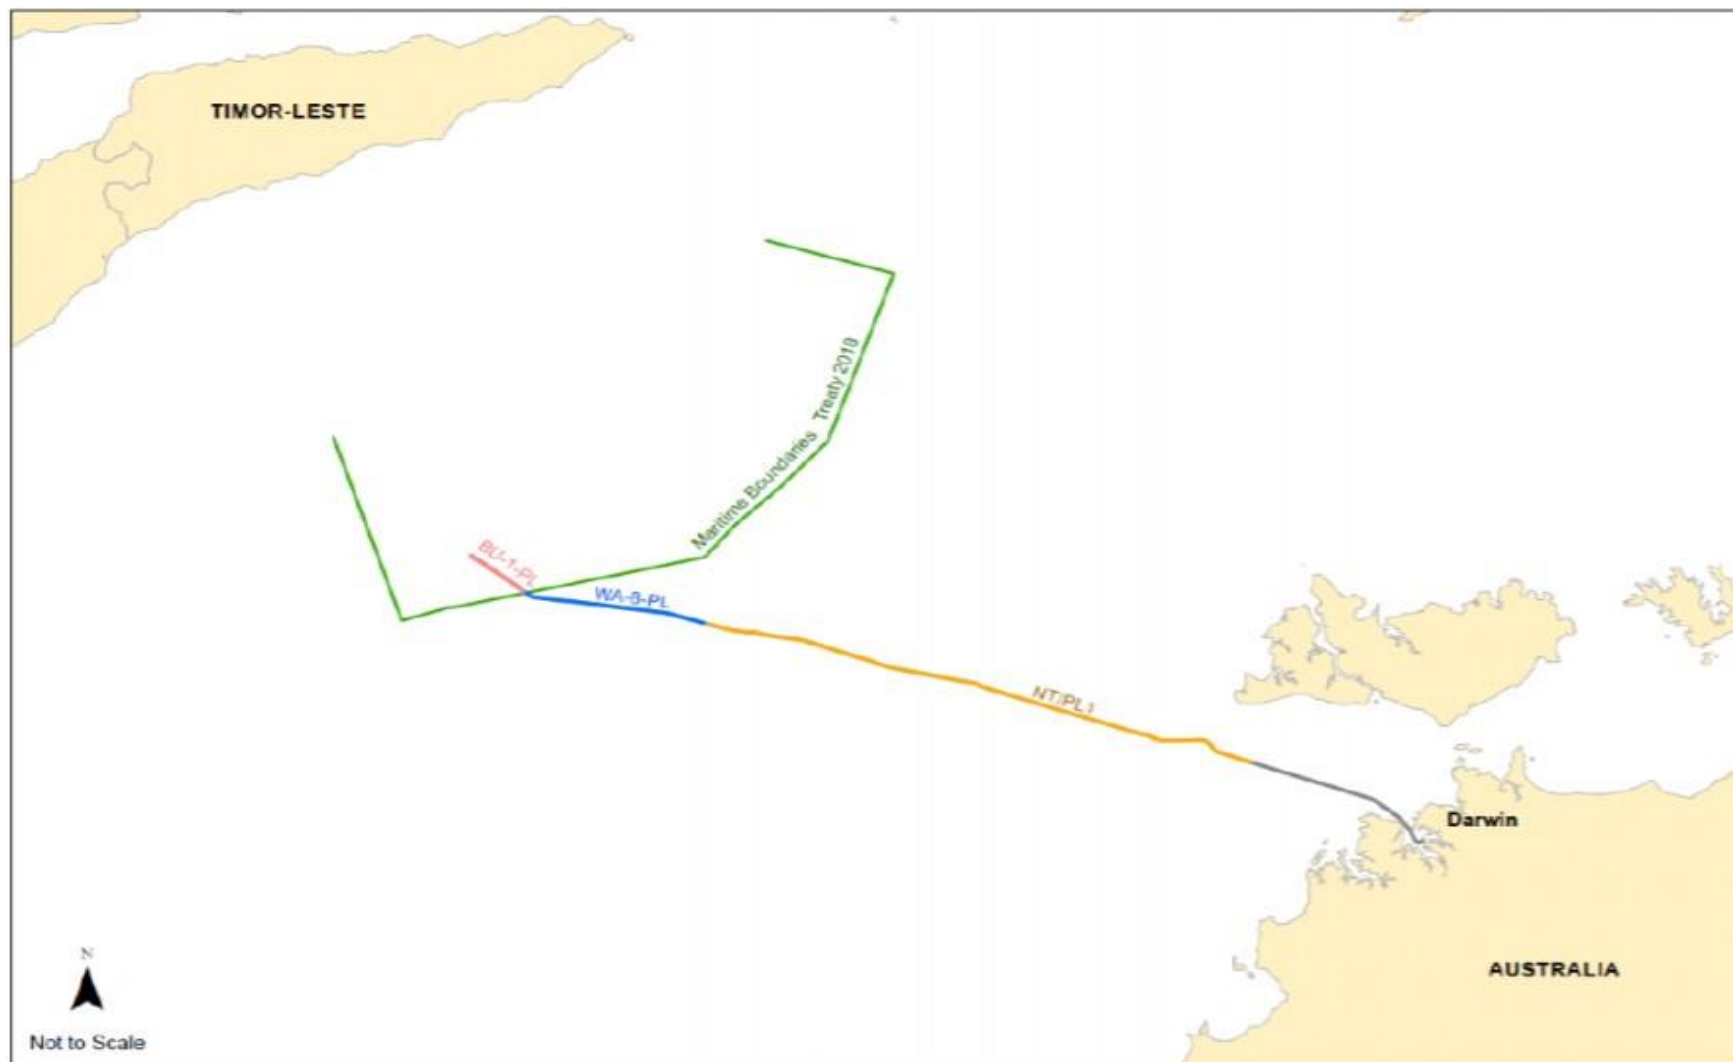 TIMOR-LESTE
Maritime Boundaries Treaty 2018
BU-1-PL
WA-8-PL
NT/PL1
Darwin
AUSTRALIA
N
Not to Scale